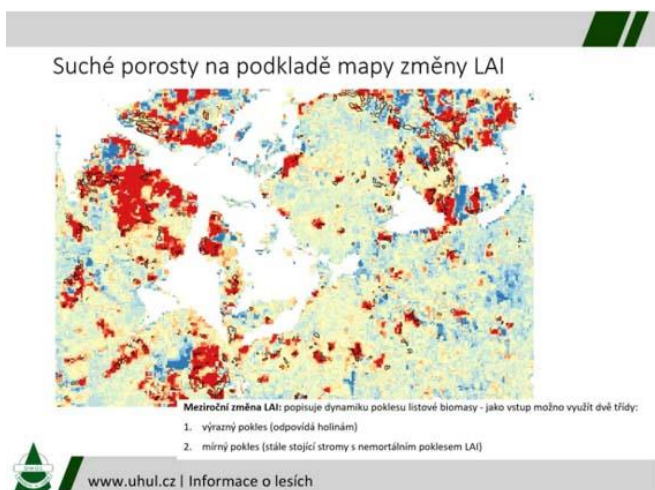 Suché porosty na podkladě mapy změny LAI
Meziroční změna LAI: popisuje dynamiku poklesu listové biomasy - jako vstup možno využít dvě třídy:
1. výrazný pokles (odpovídá holinám)
2. mírný pokles (stále stojící stromy s nemortálním poklesem LAI)
www.uhul.cz | Informace o lesích